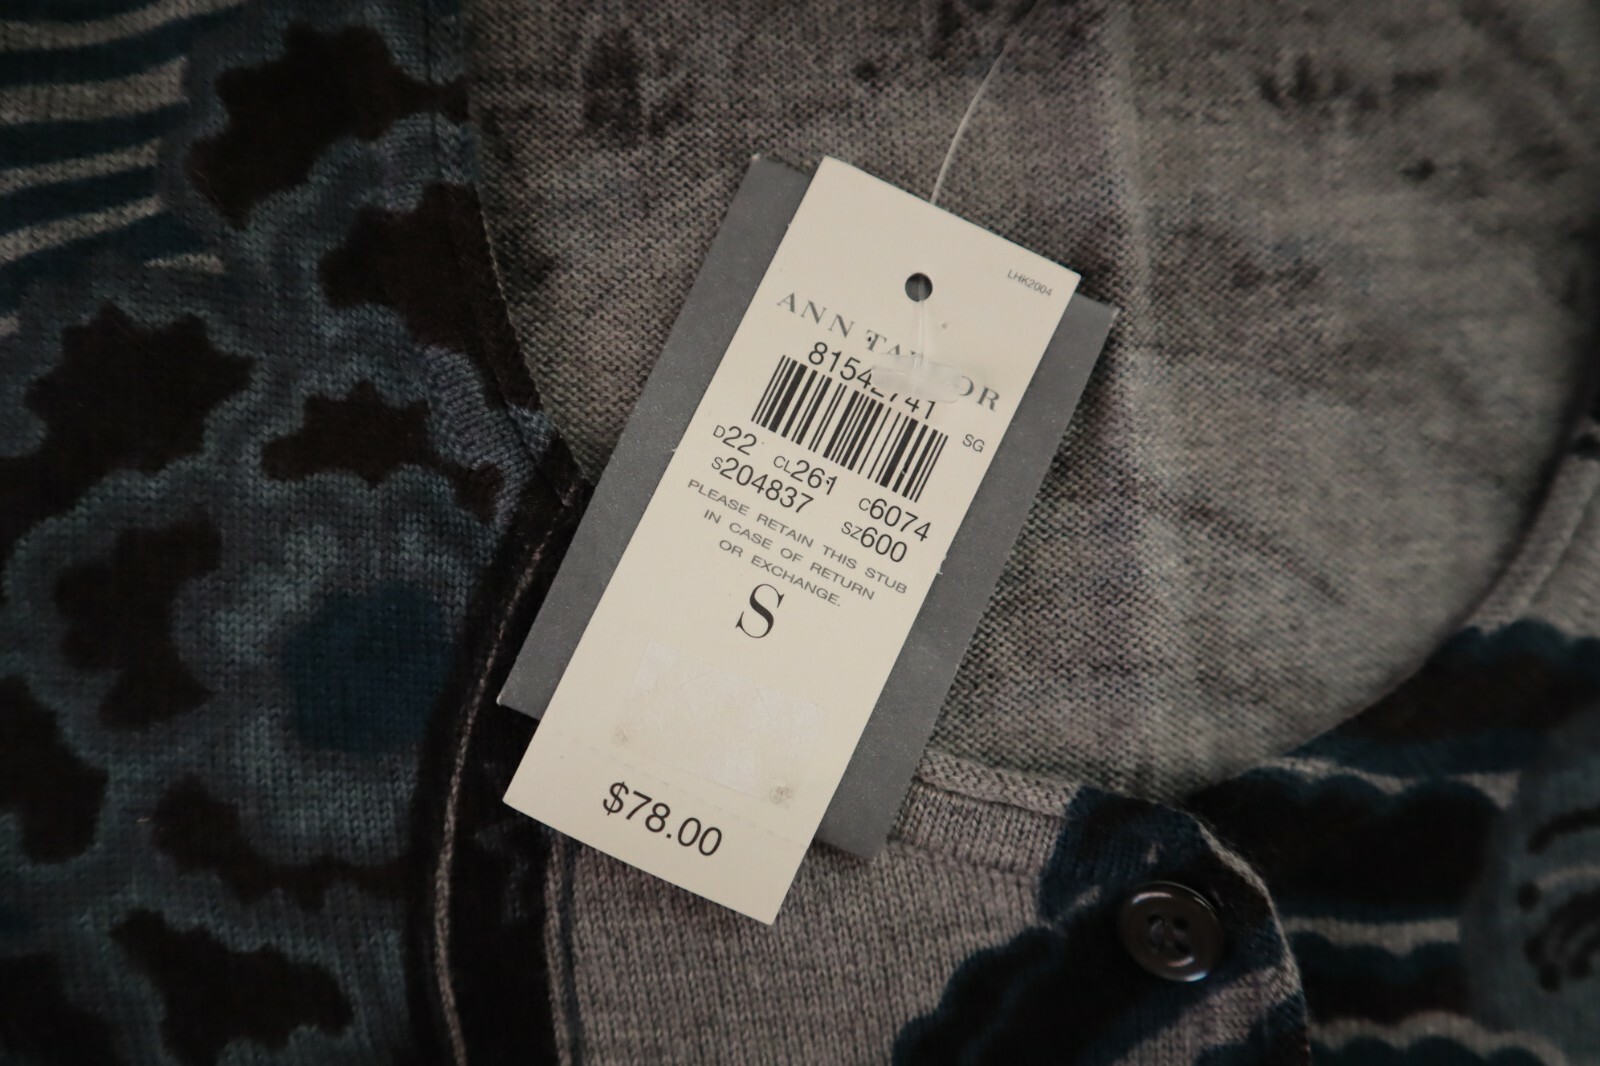 LHK2004
ANN TAYLOR
81542741
SG
D22 CL261 C6074
S204837 SZ600
PLEASE RETAIN THIS STUB
IN CASE OF RETURN
OR EXCHANGE.
S
$78.00